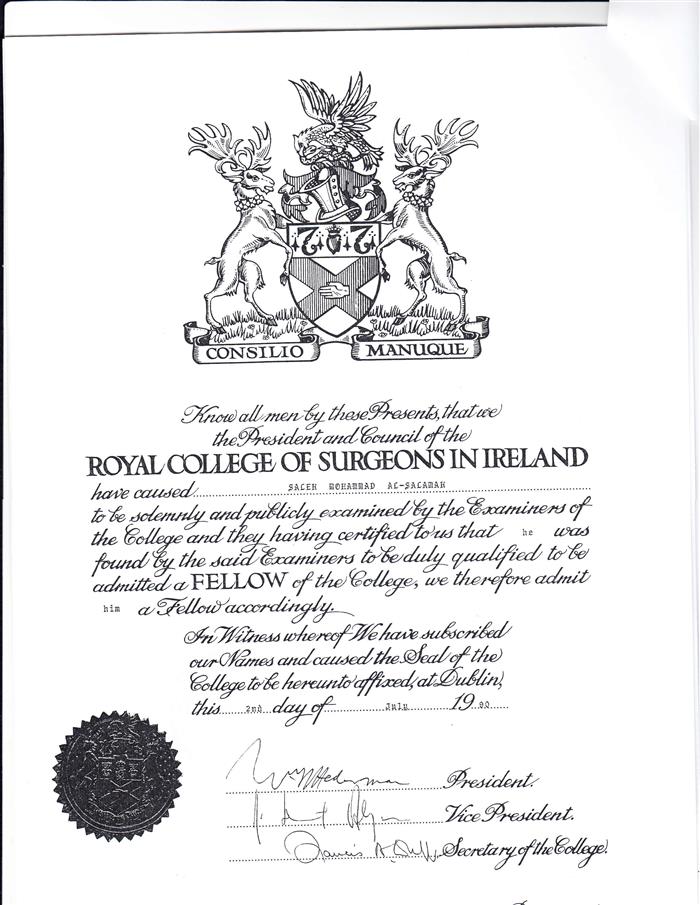 CONSILIO MANUQUE
Know all men by these Presents, that we
the President and Council of the
ROYAL COLLEGE OF SURGEONS IN IRELAND
have caused SALEH MOHAMMAD AL-SALAMAH
to be solemnly and publicly examined by the Examiners of
the College and they having certified to us that he was
found by the said Examiners to be duly qualified to be
admitted a FELLOW of the College, we therefore admit
him a Fellow accordingly.
In Witness whereof We have subscribed
our Names and caused the Seal of the
College to be hereunto affixed, at Dublin,
this 2nd day of July 19 90
President.
Vice President.
Secretary of the College.